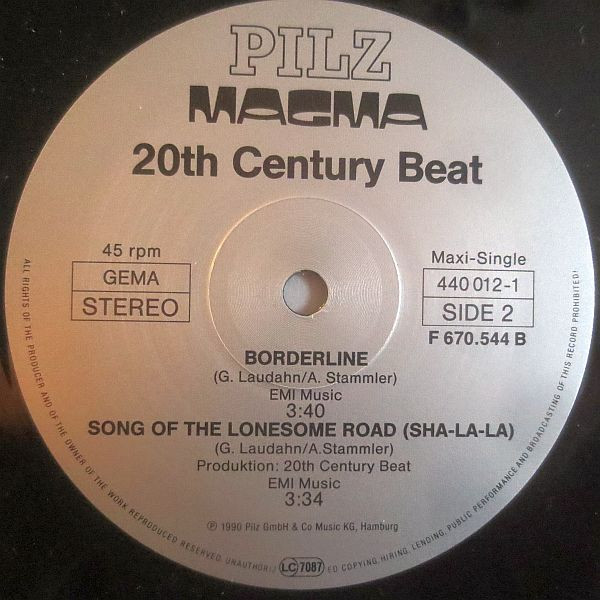 PILZ
MAGMA
20th Century Beat
45 rpm
GEMA
STEREO
Maxi-Single
440 012-1
SIDE 2
F 670.544 B
BORDERLINE
(G. Laudahn/A. Stammler)
EMI Music
3:40
SONG OF THE LONESOME ROAD (SHA-LA-LA)
(G. Laudahn/A.Stammler)
Produktion: 20th Century Beat
EMI Music
3:34
℗ 1990 Pilz GmbH & Co Music KG, Hamburg
ALL RIGHTS OF THE PRODUCER AND OF THE OWNER OF THE WORK REPRODUCED RESERVED. UNAUTHORIZ LC 7087 ED COPYING, HIRING, LENDING, PUBLIC PERFORMANCE AND BROADCASTING OF THIS RECORD PROHIBITED!